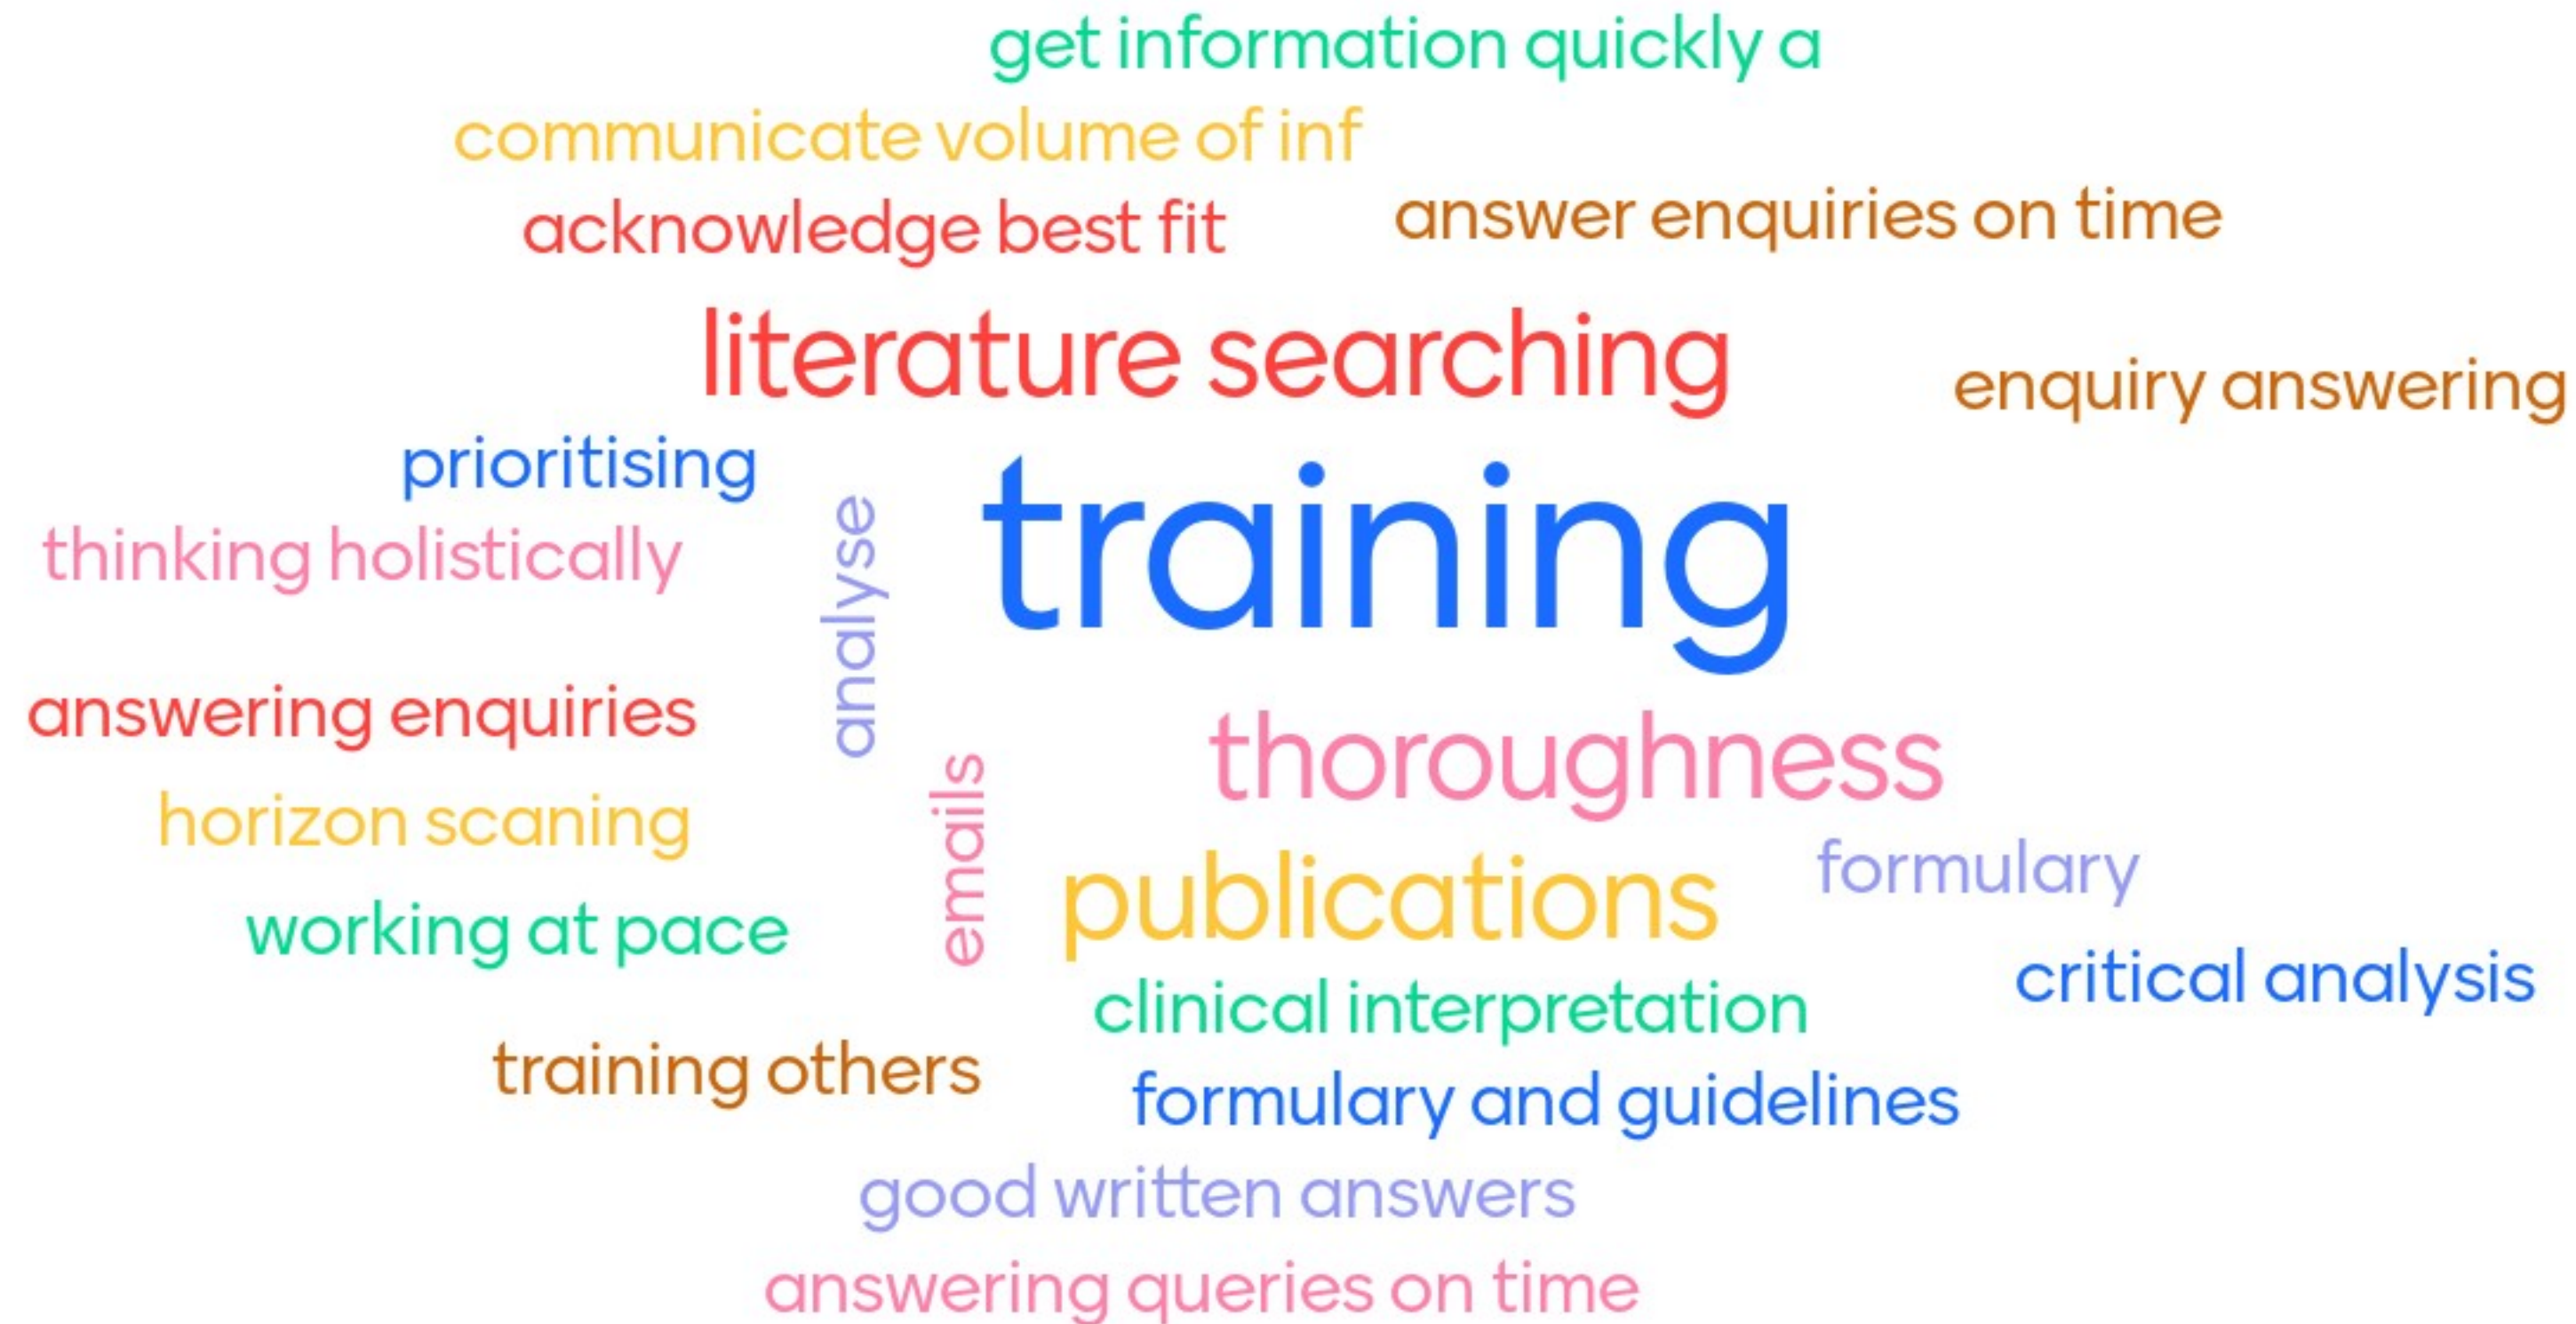 get information quickly a
communicate volume of inf
acknowledge best fit
answer enquiries on time
literature searching
enquiry answering
prioritising
training
thinking holistically
analyse
answering enquiries
thoroughness
horizon scaning
emails
publications
formulary
working at pace
critical analysis
clinical interpretation
training others
formulary and guidelines
good written answers
answering queries on time